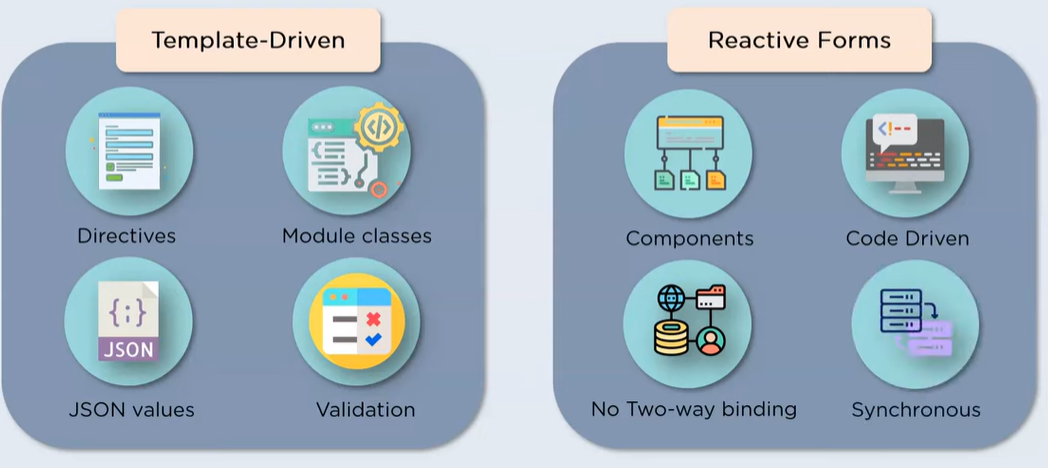 Template-Driven
Directives
Module classes
JSON
JSON values
Validation
Reactive Forms
Components
Code Driven
No Two-way binding
Synchronous